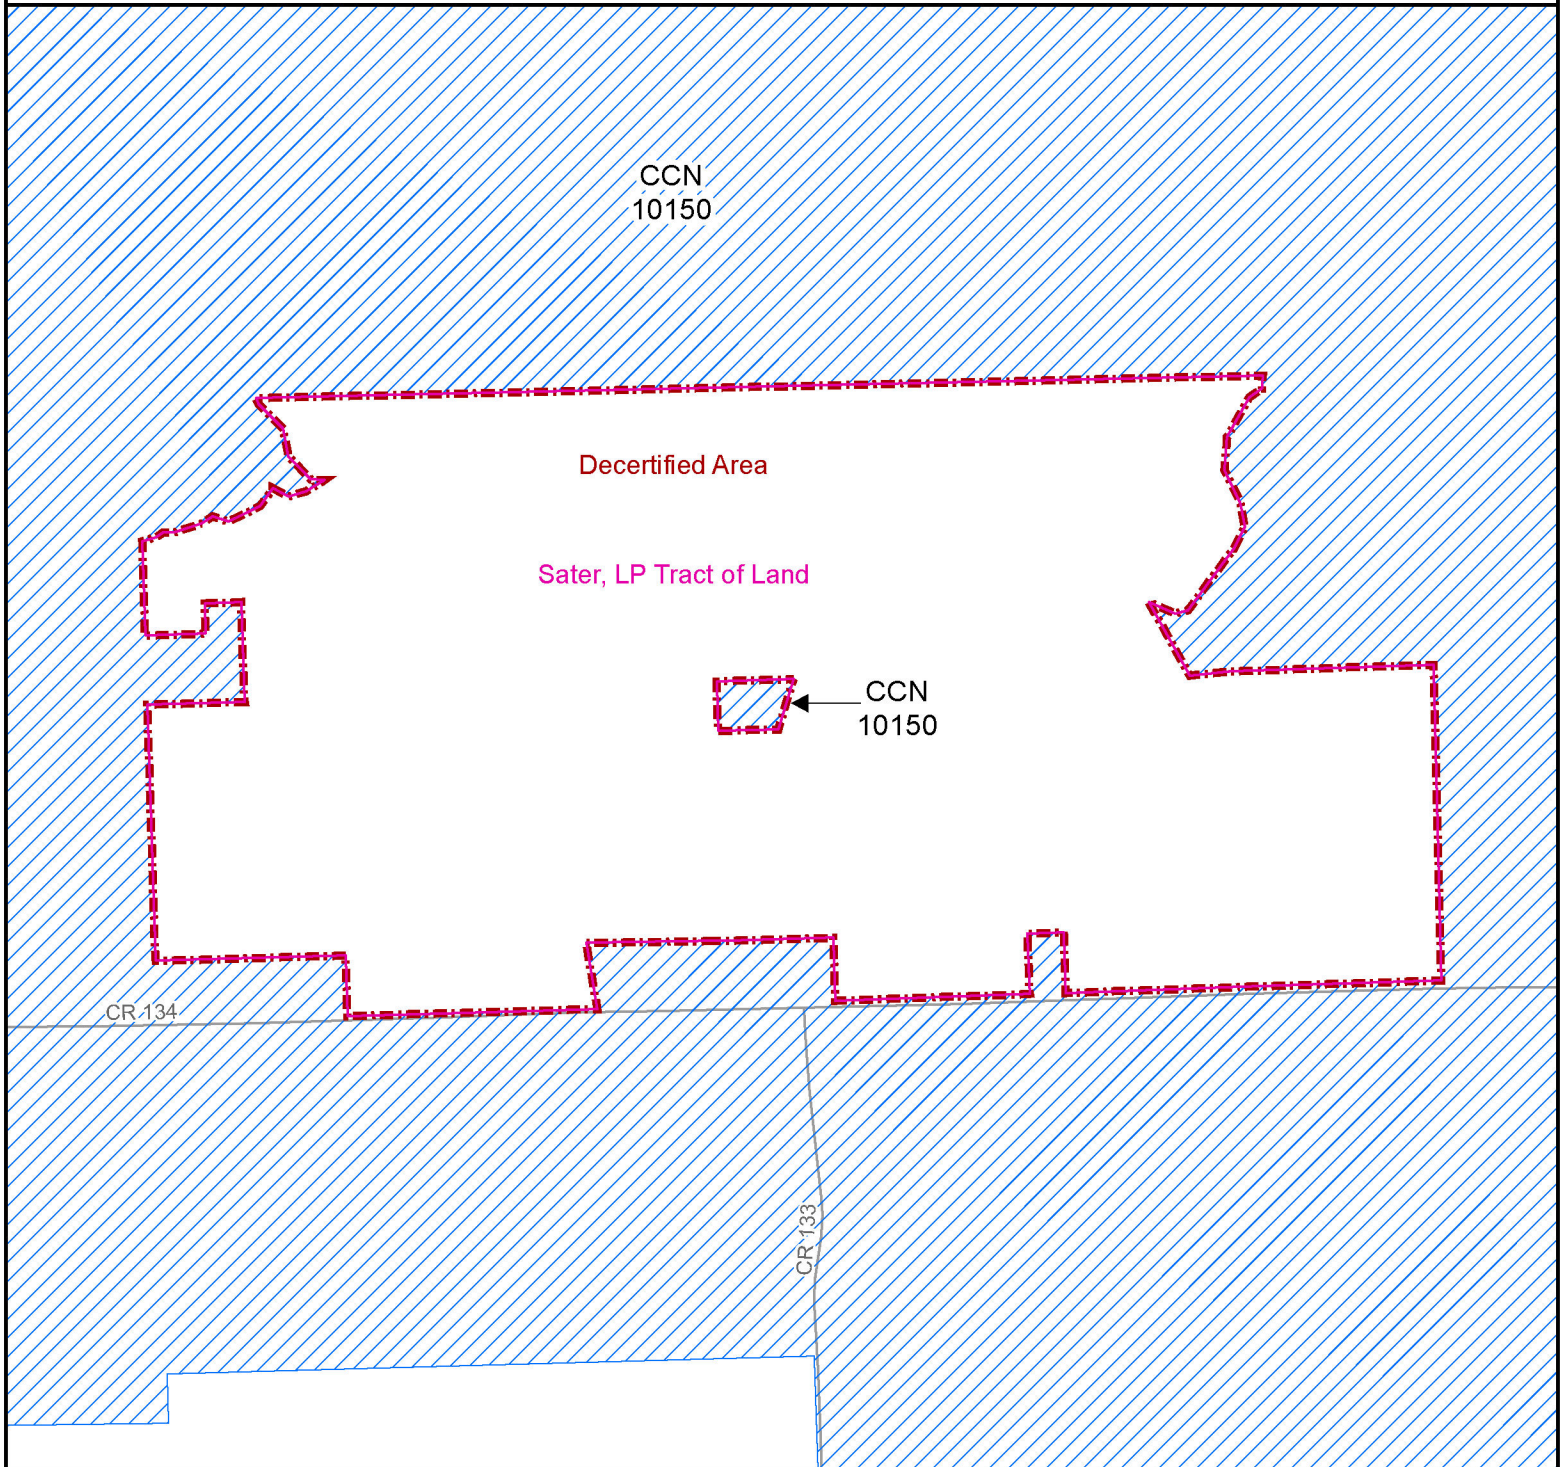 CCN
10150
Decertified Area
Sater, LP Tract of Land
CCN
10150
CR 134
CR 133